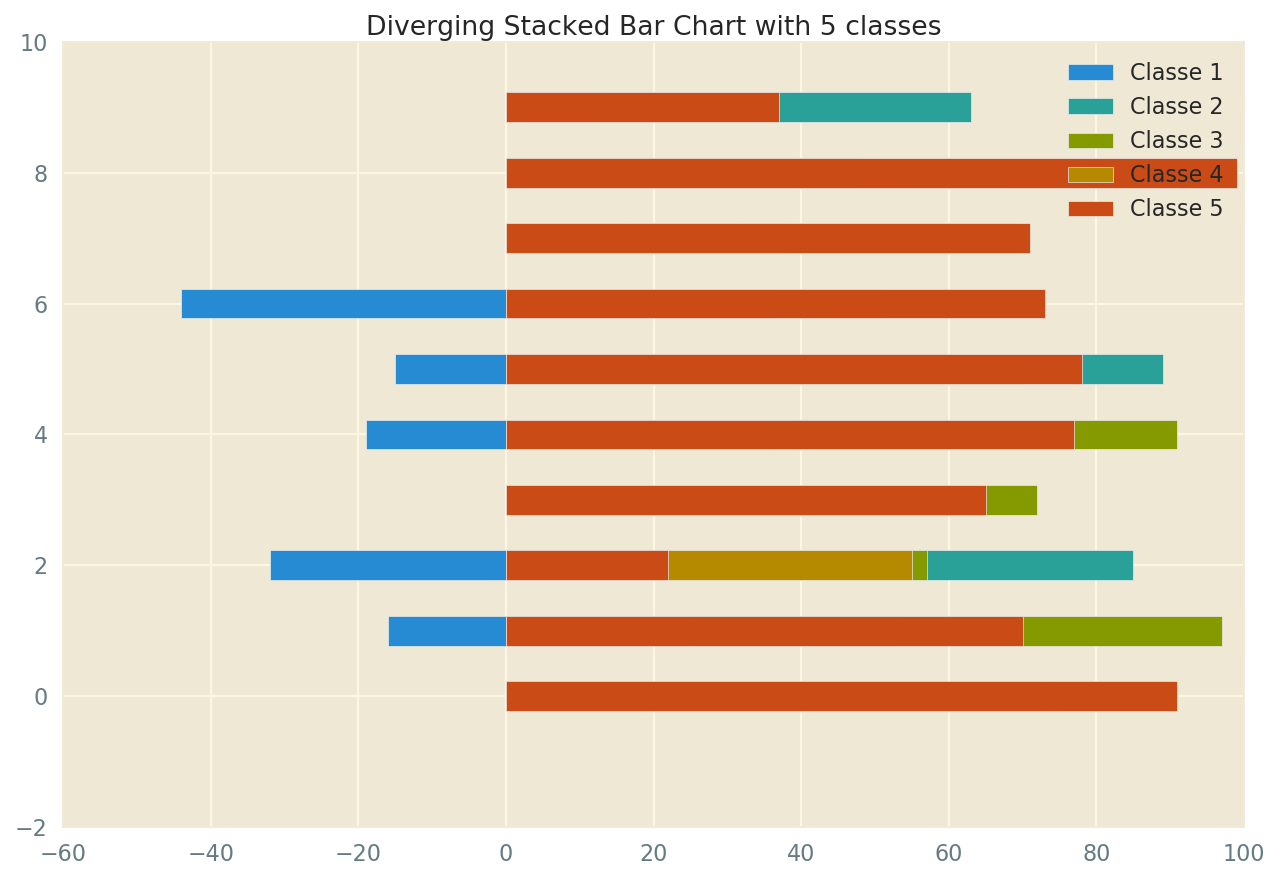 Diverging Stacked Bar Chart with 5 classes
10
8
6
4
2
0
−2
−60
−40
−20
0
20
40
60
80
100
Classe 1
Classe 2
Classe 3
Classe 4
Classe 5